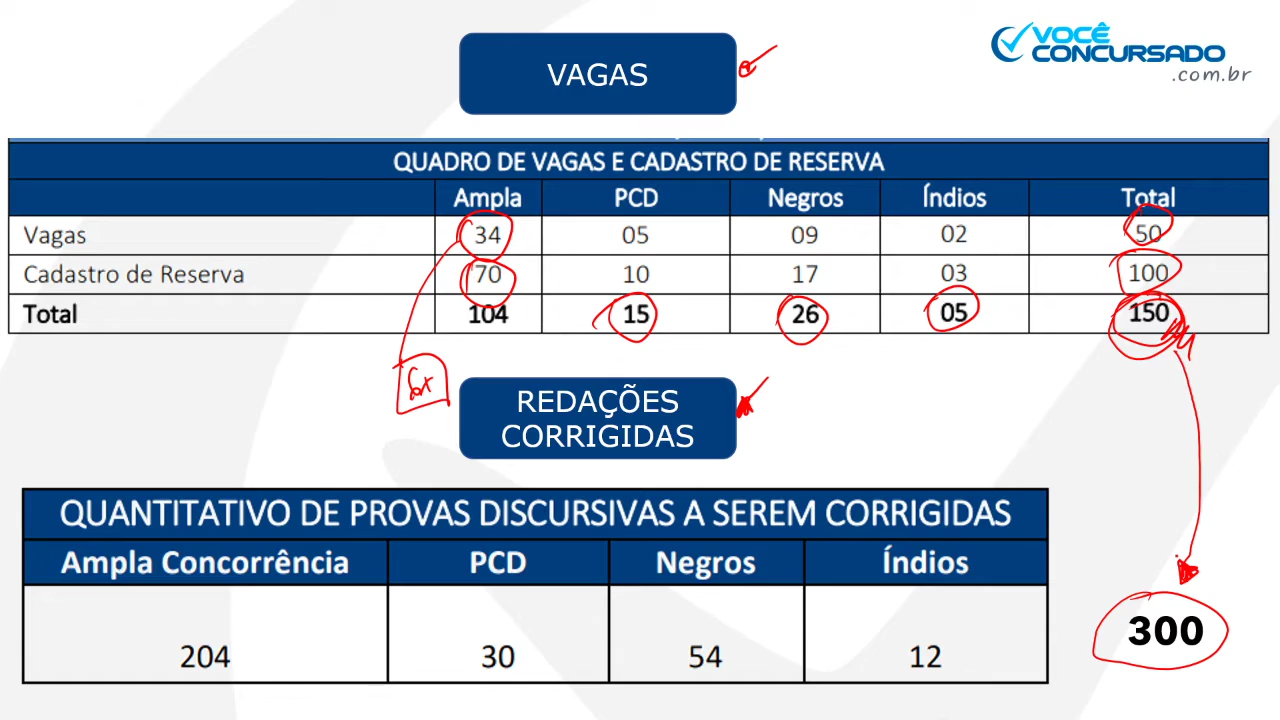 VOCÊ
CONCURSADO
.com.br
VAGAS
QUADRO DE VAGAS E CADASTRO DE RESERVA
Ampla PCD Negros Índios Total
Vagas 34 05 09 02 50
Cadastro de Reserva 70 10 17 03 100
Total 104 15 26 05 150
REDAÇÕES
CORRIGIDAS
QUANTITATIVO DE PROVAS DISCURSIVAS A SEREM CORRIGIDAS
Ampla Concorrência PCD Negros Índios
204 30 54 12
300